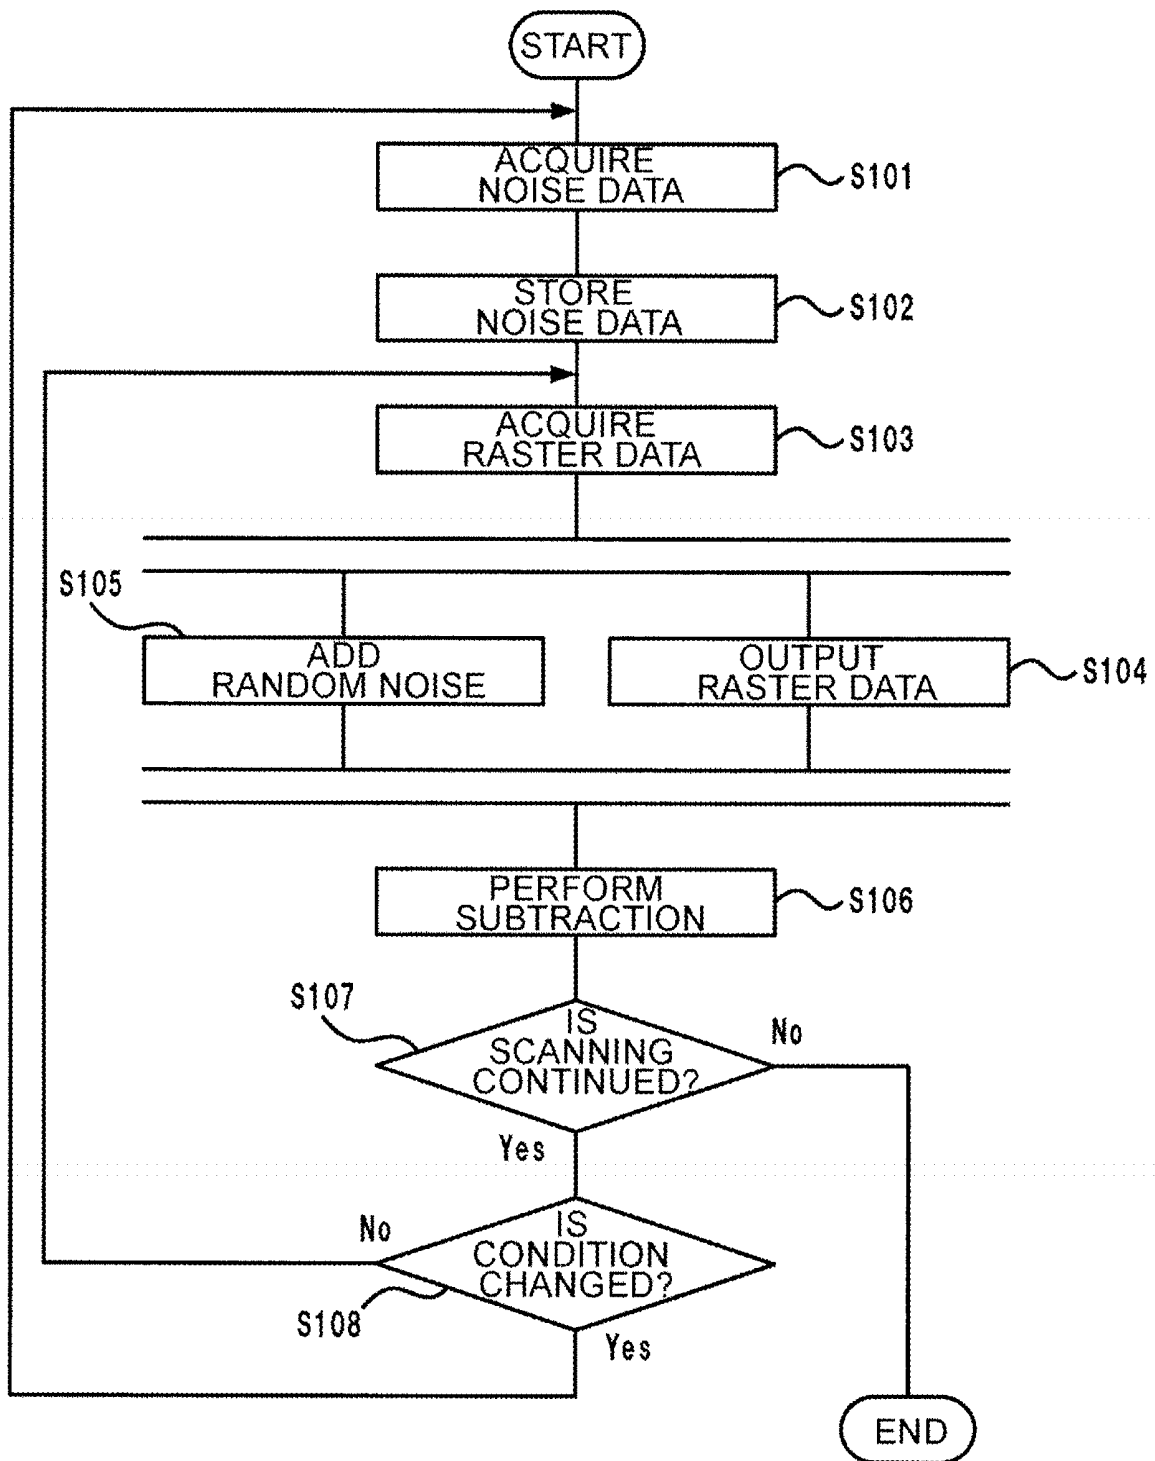 START
ACQUIRE
NOISE DATA
S101
STORE
NOISE DATA
S102
ACQUIRE
RASTER DATA
S103
S105
ADD
RANDOM NOISE
OUTPUT
RASTER DATA
S104
PERFORM
SUBTRACTION
S106
S107
IS
SCANNING
CONTINUED?
No
Yes
No
IS
CONDITION
CHANGED?
S108
Yes
END